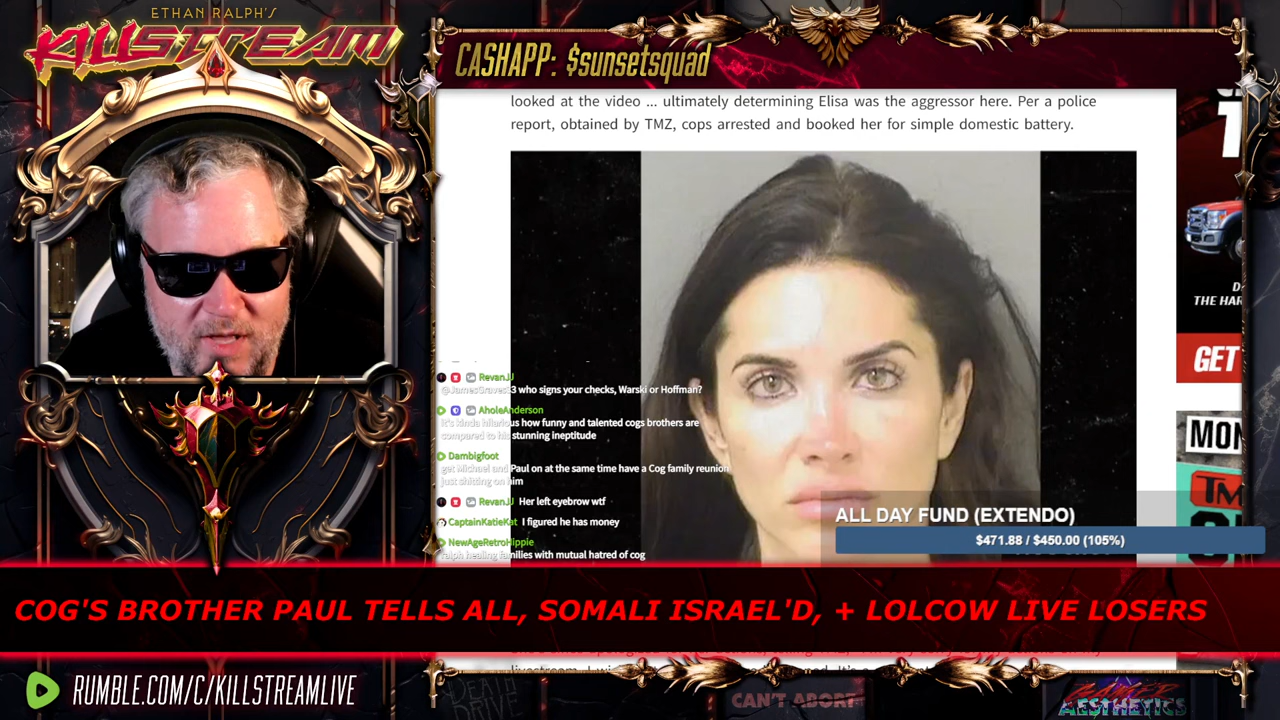 ETHAN RALPH'S
KILLSTREAM
CASHAPP: $sunsetsquad
looked at the video ... ultimately determining Elisa was the aggressor here. Per a police
report, obtained by TMZ, cops arrested and booked her for simple domestic battery.
THE HAR
GET
MON
TM
RevanJJ
3 who signs your checks, Warski or Hoffman?
AholeAnderson
it's kinda hilarious how funny and talented cogs brothers are
compared to his stunning ineptitude
Dambigfoot
get Michael and Paul on at the same time have a Cog family reunion
just shitting on him
RevanJJ Her left eyebrow wtf
CaptainKatieKat I figured he has money
NewAgeRetroHippie
ralph healing families with mutual hatred of cog
ALL DAY FUND (EXTENDO)
$471.88 / $450.00 (105%)
COG'S BROTHER PAUL TELLS ALL, SOMALI ISRAEL'D, + LOLCOW LIVE LOSERS
RUMBLE.COM/C/KILLSTREAMLIVE
DEATH
DRIVE
CAN'T ABORT
AESTHETICS